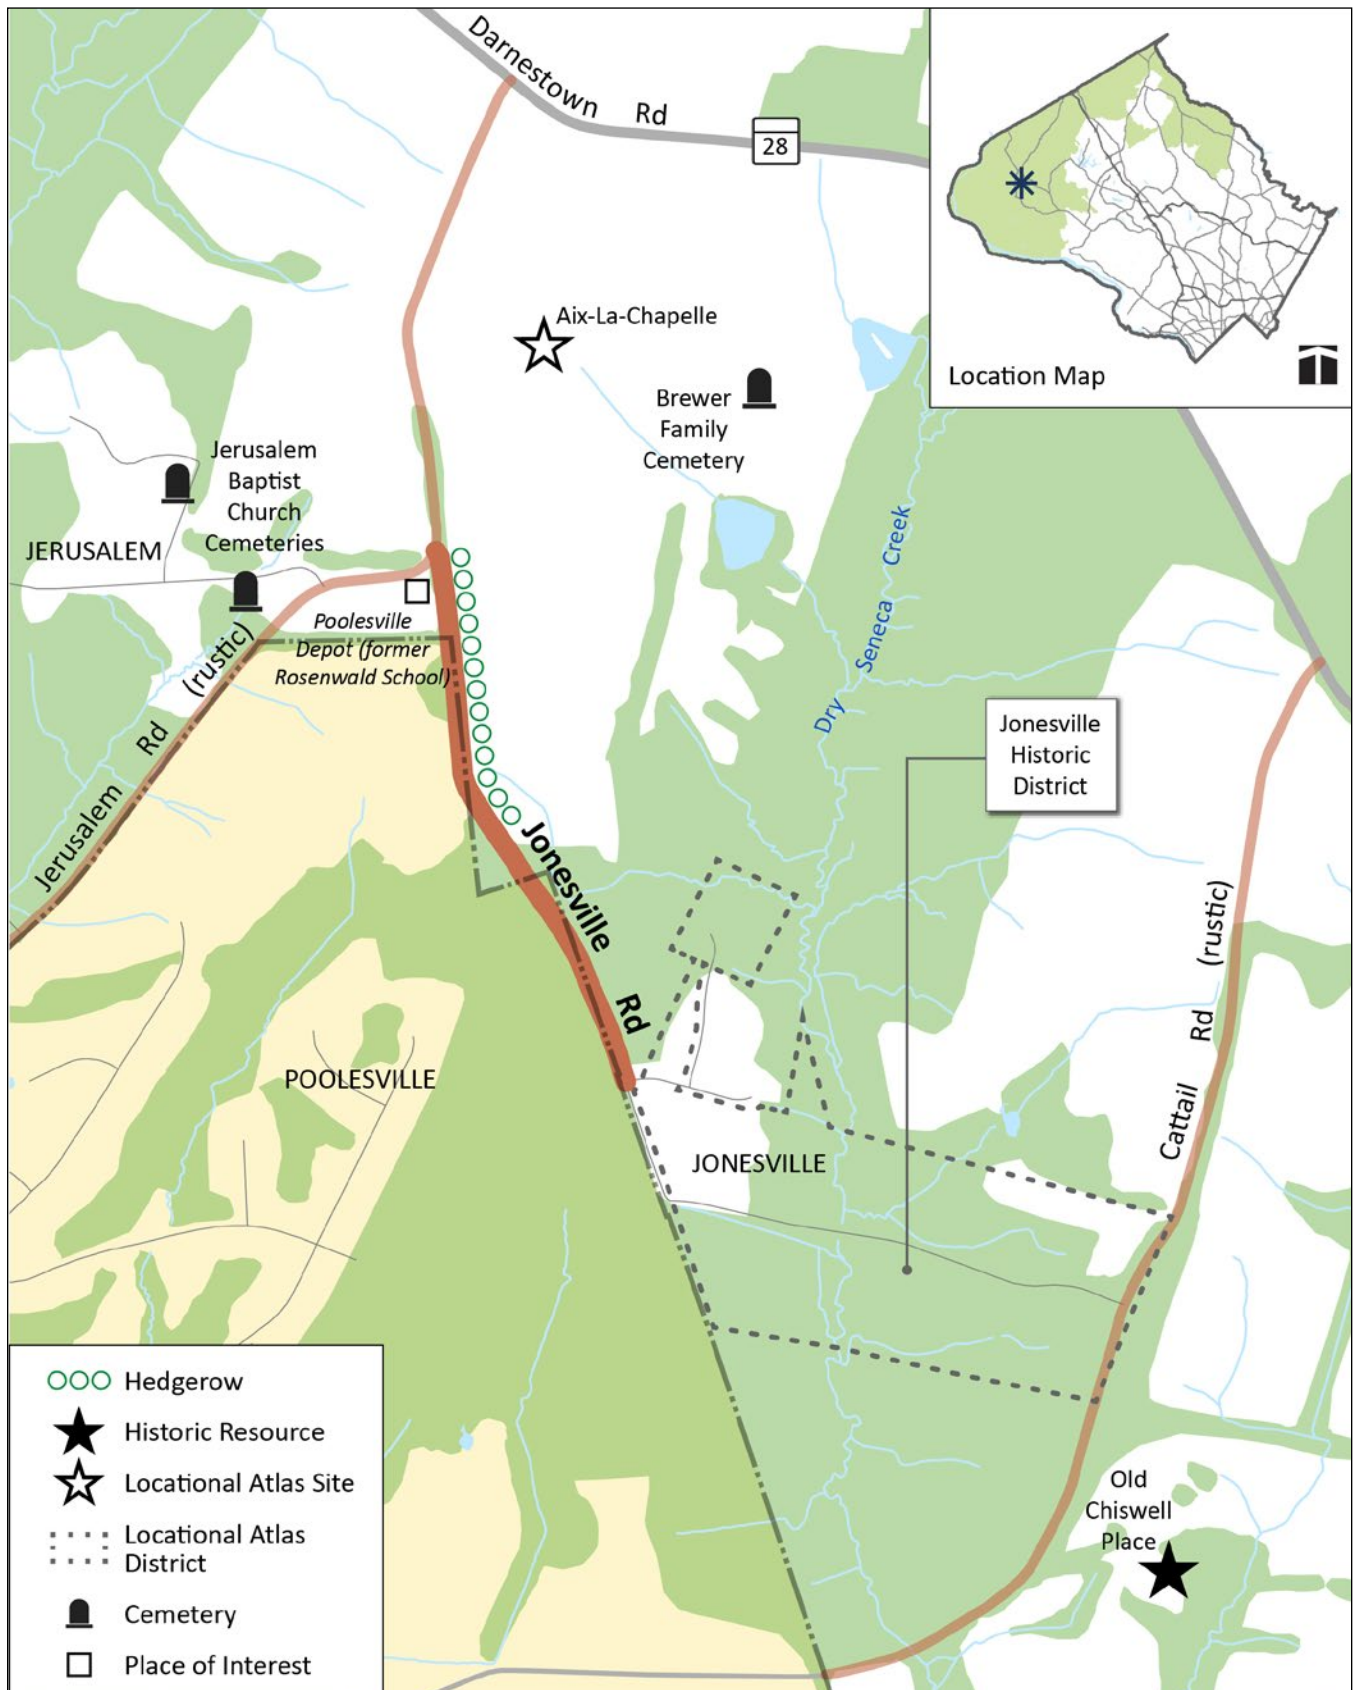 Darnestown Rd
28
Location Map
Aix-La-Chapelle
Brewer
Family
Cemetery
Jerusalem
Baptist
Church
Cemeteries
JERUSALEM
Poolesville
Depot (former
Rosenwald School)
Jerusalem Rd (rustic)
Dry Seneca Creek
Jonesville
Historic
District
Jonesville Rd
Cattail Rd (rustic)
POOLESVILLE
JONESVILLE
Old
Chiswell
Place
Hedgerow
Historic Resource
Locational Atlas Site
Locational Atlas
District
Cemetery
Place of Interest